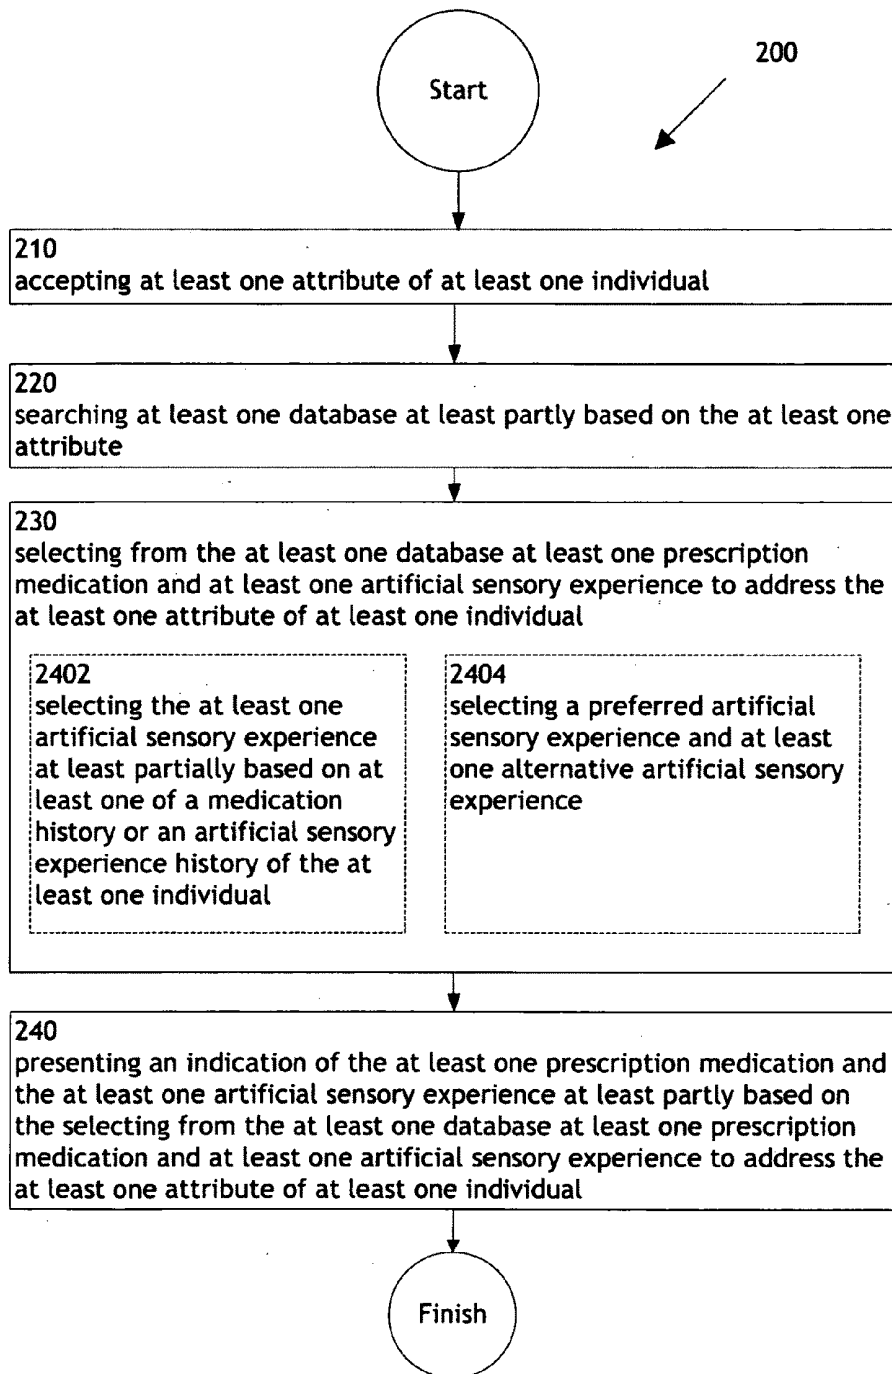 Start
200
210
accepting at least one attribute of at least one individual
220
searching at least one database at least partly based on the at least one
attribute
230
selecting from the at least one database at least one prescription
medication and at least one artificial sensory experience to address the
at least one attribute of at least one individual
2402
selecting the at least one
artificial sensory experience
at least partially based on at
least one of a medication
history or an artificial sensory
experience history of the at
least one individual
2404
selecting a preferred artificial
sensory experience and at least
one alternative artificial sensory
experience
240
presenting an indication of the at least one prescription medication and
the at least one artificial sensory experience at least partly based on
the selecting from the at least one database at least one prescription
medication and at least one artificial sensory experience to address the
at least one attribute of at least one individual
Finish